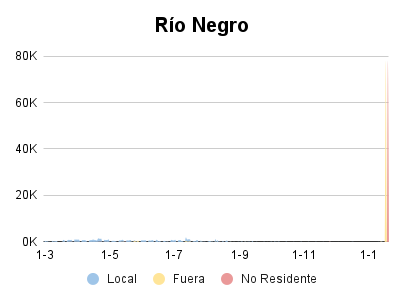 Río Negro
80K
60K
40K
20K
0K
1-3 1-5 1-7 1-9 1-11 1-1
Local Fuera No Residente